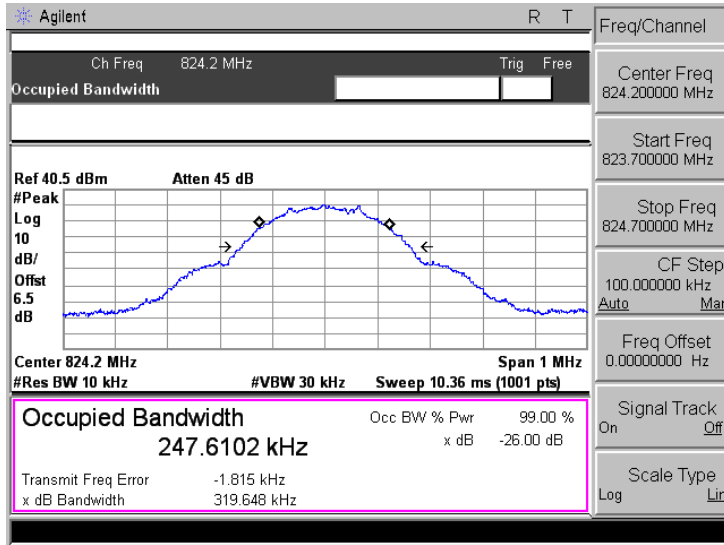 Agilent R T
Ch Freq 824.2 MHz Trig Free
Occupied Bandwidth
Ref 40.5 dBm Atten 45 dB
#Peak
Log
10
dB/
Offst
6.5
dB
Center 824.2 MHz Span 1 MHz
#Res BW 10 kHz #VBW 30 kHz Sweep 10.36 ms (1001 pts)
Occupied Bandwidth Occ BW % Pwr 99.00 %
247.6102 kHz x dB -26.00 dB
Transmit Freq Error -1.815 kHz
x dB Bandwidth 319.648 kHz
Freq/Channel
Center Freq
824.200000 MHz
Start Freq
823.700000 MHz
Stop Freq
824.700000 MHz
CF Step
100.000000 kHz
Auto Mar
Freq Offset
0.00000000 Hz
Signal Track
On Off
Scale Type
Log Lin